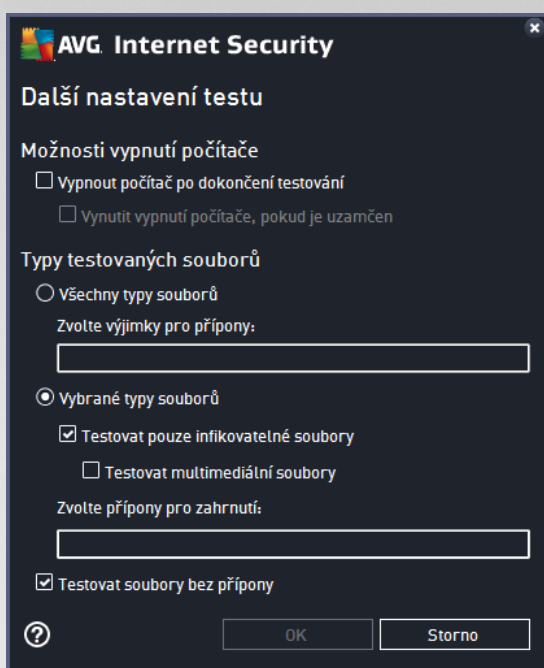 AVG. Internet Security
Další nastavení testu
Možnosti vypnutí počítače
Vypnout počítač po dokončení testování
Vynutit vypnutí počítače, pokud je uzamčen
Typy testovaných souborů
Všechny typy souborů
Zvolte výjimky pro přípony:
Vybrané typy souborů
Testovat pouze infikovatelné soubory
Testovat multimediální soubory
Zvolte přípony pro zahrnutí:
Testovat soubory bez přípony
? OK Storno